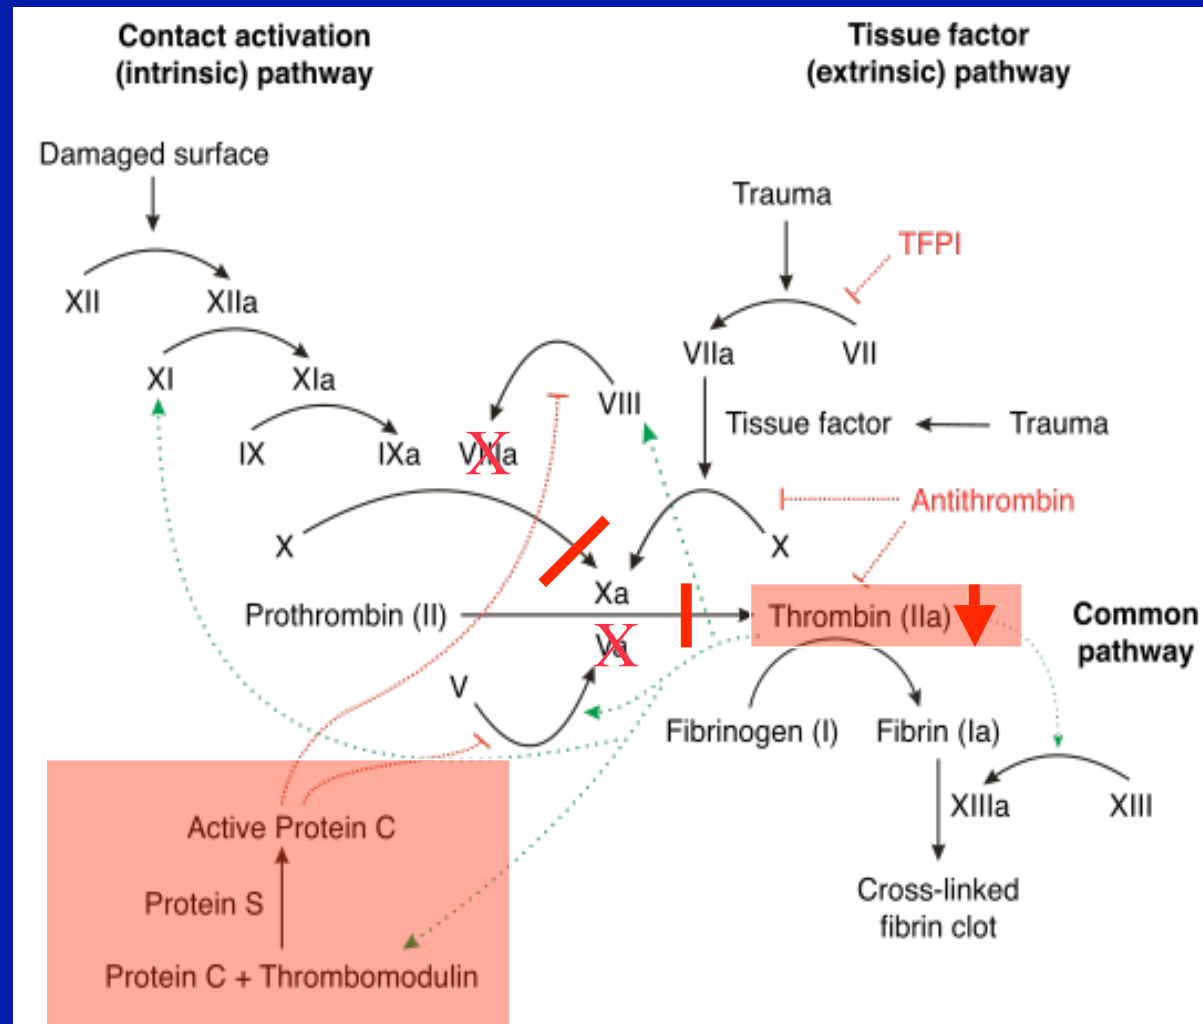 Contact activation
(intrinsic) pathway
Tissue factor
(extrinsic) pathway
Damaged surface
Trauma
TFPI
XII
XIIa
VIIa
VII
XI
XIa
VIII
Tissue factor
Trauma
IX
IXa
VIIIa
X
Antithrombin
X
X
Xa
Prothrombin (II)
Thrombin (IIa)
Common
pathway
Va
X
V
Fibrinogen (I)
Fibrin (Ia)
XIIIa
XIII
Active Protein C
Protein S
Cross-linked
fibrin clot
Protein C + Thrombomodulin